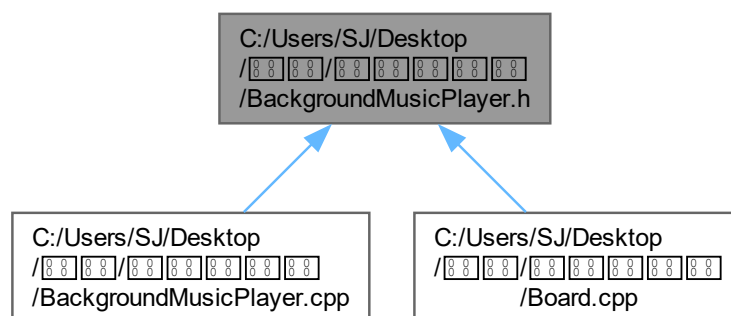 C:/Users/SJ/Desktop
/
/BackgroundMusicPlayer.h
C:/Users/SJ/Desktop
/
/BackgroundMusicPlayer.cpp
C:/Users/SJ/Desktop
/
/Board.cpp